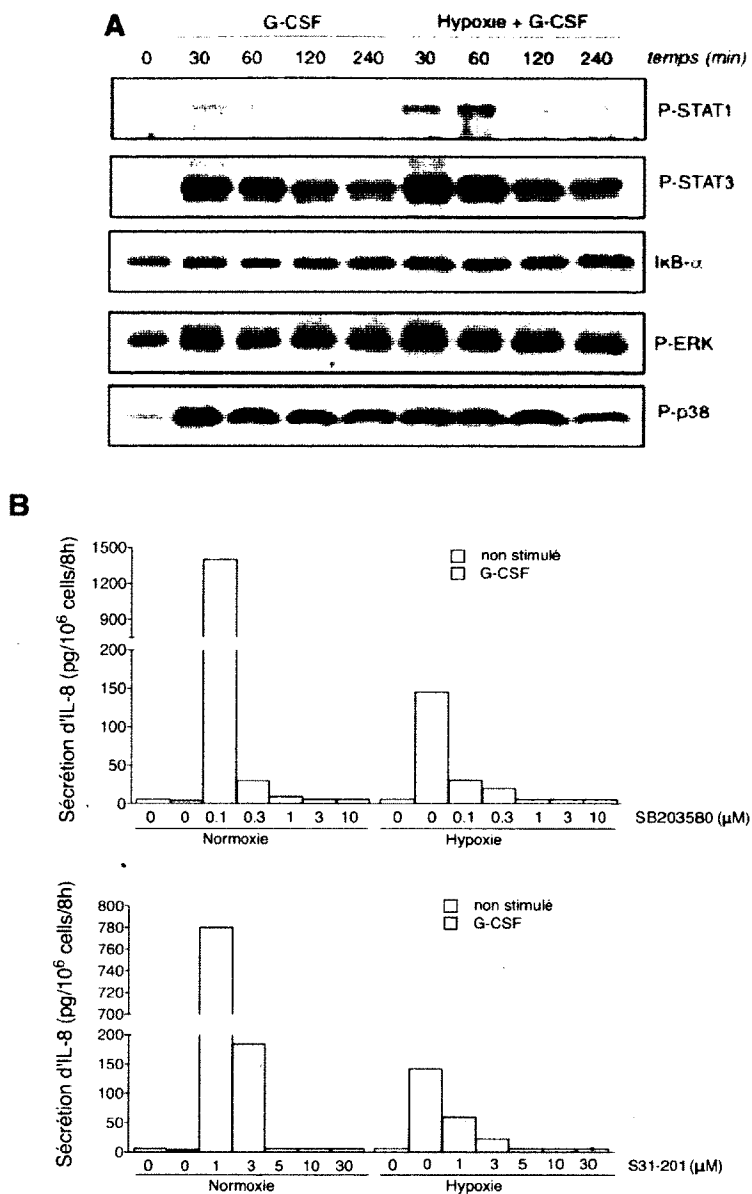 A
G-CSF Hypoxie + G-CSF
0 30 60 120 240 30 60 120 240 temps (min)
P-STAT1
P-STAT3
IκB-α
P-ERK
P-p38
B
Sécrétion d'IL-8 (pg/10⁶ cells/8h)
1500
1200
900
200
150
100
50
0
non stimulé
G-CSF
0 0 0.1 0.3 1 3 10 0 0 0.1 0.3 1 3 10 SB203580 (µM)
Normoxie Hypoxie
Sécrétion d'IL-8 (pg/10⁶ cells/8h)
800
780
760
740
720
700
200
150
100
50
0
non stimulé
G-CSF
0 0 1 3 5 10 30 0 0 1 3 5 10 30 S31-201 (µM)
Normoxie Hypoxie